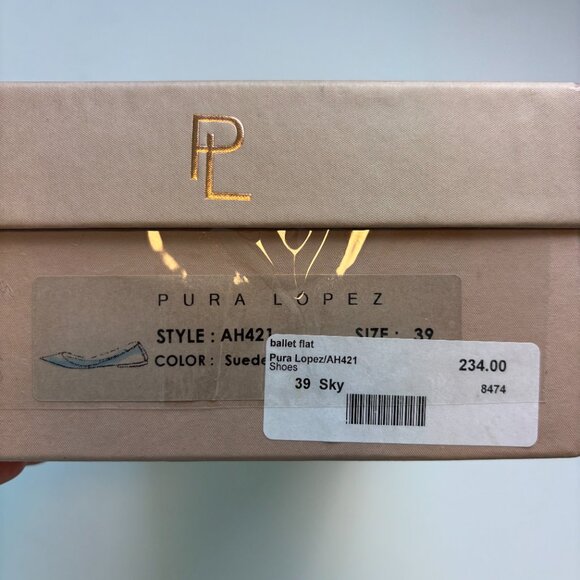 PL
PURA LOPEZ
STYLE : AH421 SIZE : 39
COLOR : Suede
ballet flat
Pura Lopez/AH421
Shoes
234.00
39 Sky
8474